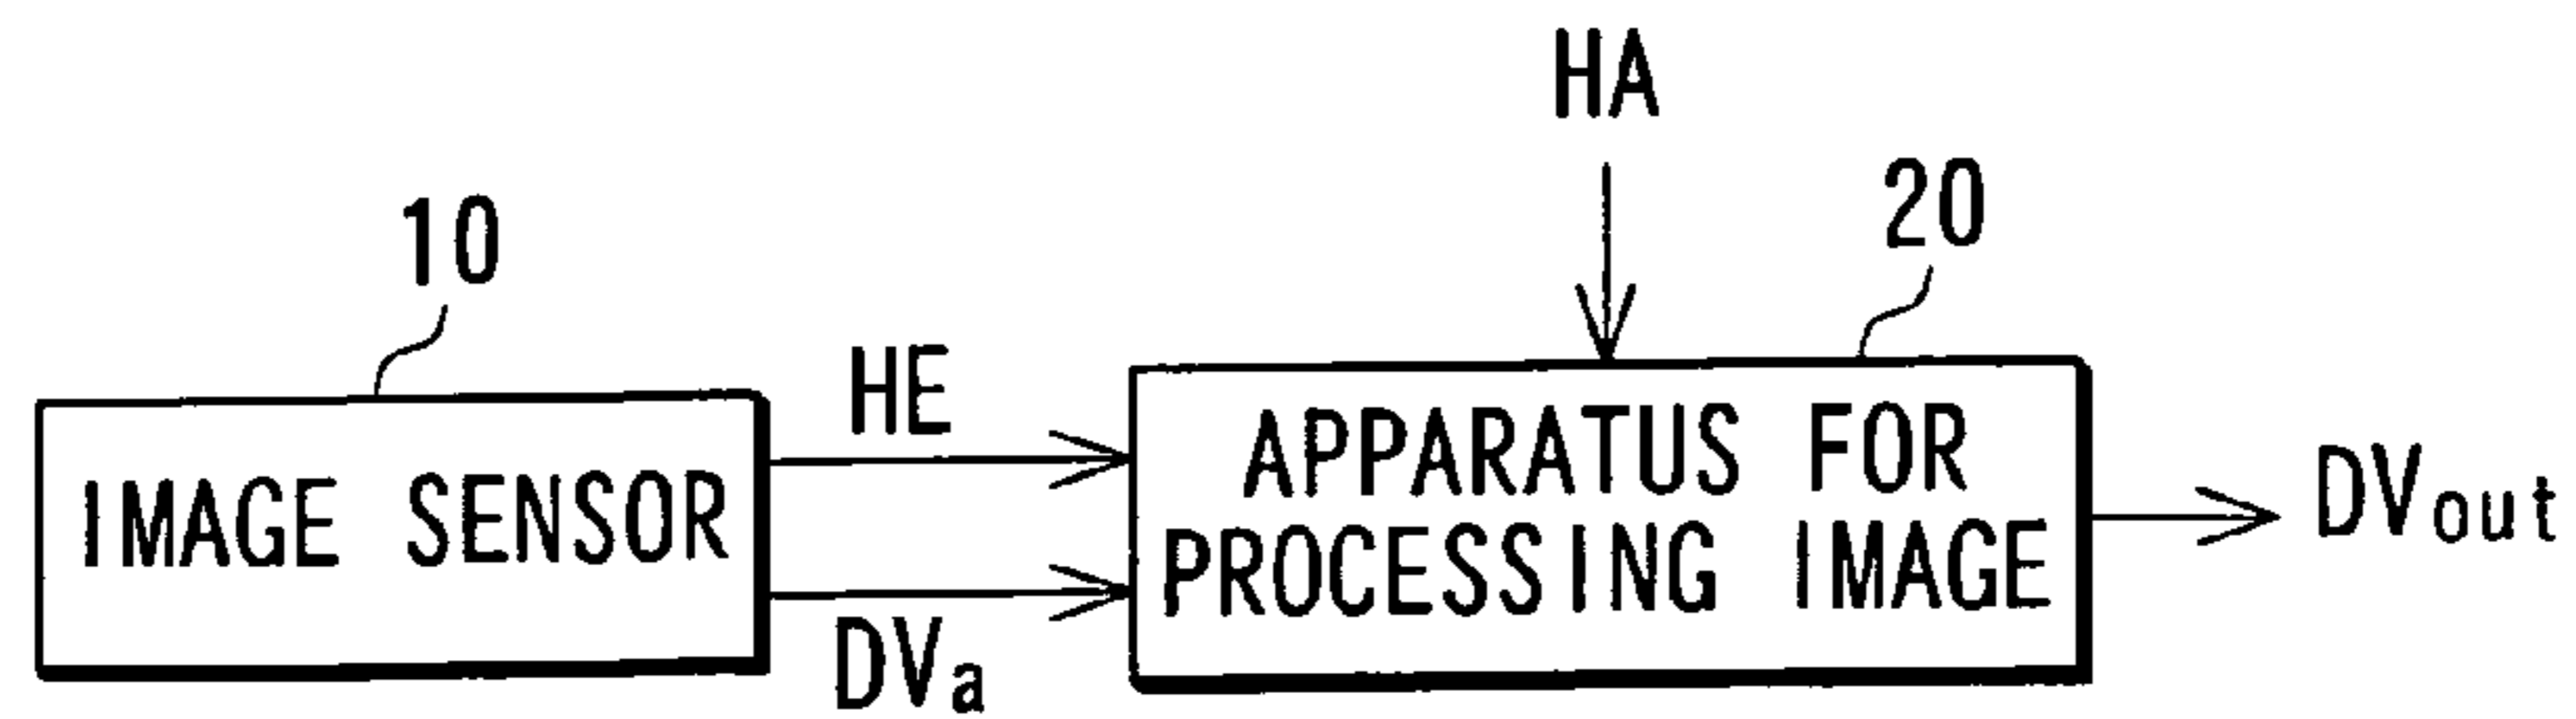 HA
20
10
HE
IMAGE SENSOR
APPARATUS FOR
PROCESSING IMAGE
DVout
DVa